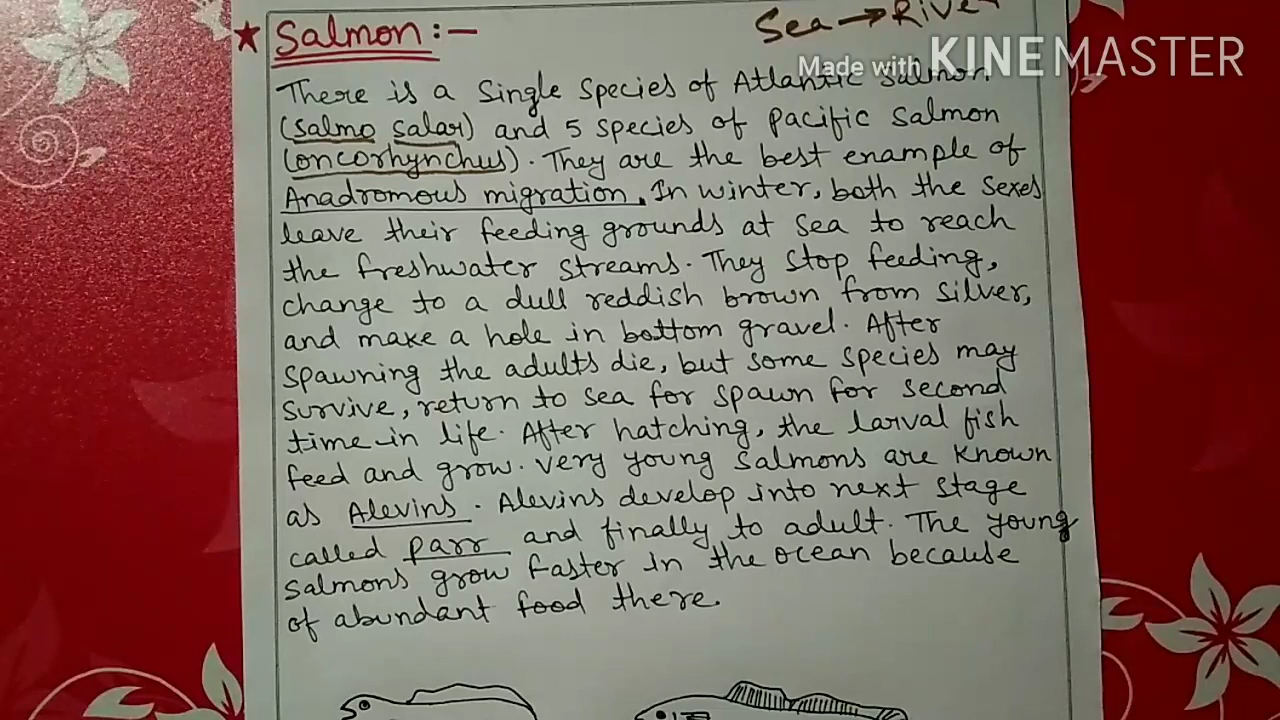 Sea → River
Made with KINEMASTER
★ Salmon :-
There is a single species of Atlantic salmon
(salmo salar) and 5 species of pacific salmon
(oncorhynchus). They are the best enample of
Anadromous migration. In winter, both the sexes
leave their feeding grounds at sea to reach
the freshwater streams. They stop feeding,
change to a dull reddish brown from silver,
and make a hole in bottom gravel. After
spawning the adults die, but some species may
survive, return to sea for spawn for second
time in life. After hatching, the larval fish
feed and grow. Very young salmons are known
as Alevins. Alevins develop into next stage
called parr and finally to adult. The young
salmons grow faster in the ocean because
of abundant food there.